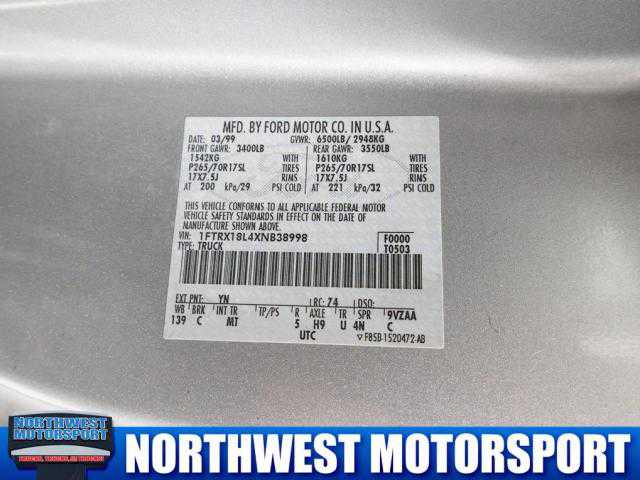 MFD. BY FORD MOTOR CO. IN U.S.A.
DATE: 03/99 GVWR: 6500LB/ 2948KG
FRONT GAWR: 3400LB REAR GAWR: 3550LB
1542KG WITH 1610KG WITH
P265/70R17SL TIRES P265/70R17SL TIRES
17X7.5J RIMS 17X7.5J RIMS
AT 200 kPa/29 PSI COLD AT 221 kPa/32 PSI COLD
THIS VEHICLE CONFORMS TO ALL APPLICABLE FEDERAL MOTOR
VEHICLE SAFETY STANDARDS IN EFFECT ON THE DATE OF
MANUFACTURE SHOWN ABOVE.
VIN: 1FTRX18L4XNB38998 F0000
TYPE: TRUCK T0503
EXT PNT: YN RC: 74 DSO:
WB BRK INT TR TP/PS R AXLE TR SPR 9VZAA
139 C MT 5 H9 U 4N C
UTC ▽F85B-1520472-AB
NORTHWEST
MOTORSPORT
TRUCKS, TRUCKS, AN TRUCKS!
NORTHWEST MOTORSPORT